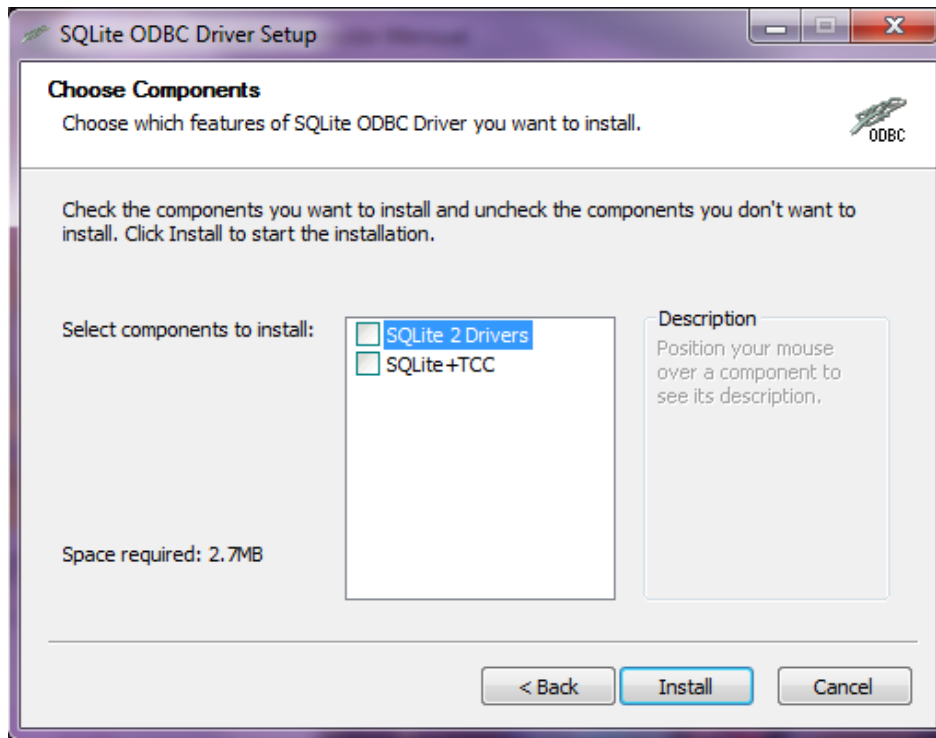 SQLite ODBC Driver Setup
Choose Components
Choose which features of SQLite ODBC Driver you want to install.
ODBC
Check the components you want to install and uncheck the components you don't want to
install. Click Install to start the installation.
Select components to install:
SQLite 2 Drivers
SQLite+TCC
Description
Position your mouse
over a component to
see its description.
Space required: 2.7MB
< Back
Install
Cancel